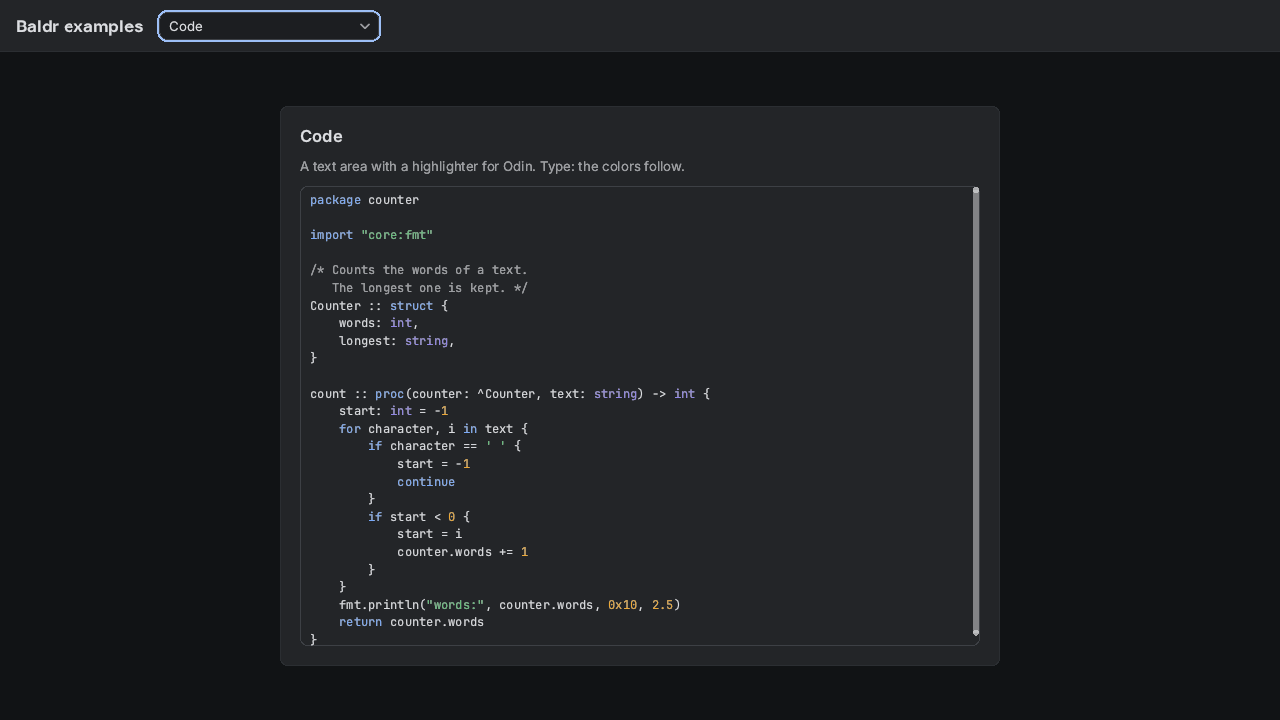 Baldr examples
Code
Code
A text area with a highlighter for Odin. Type: the colors follow.
package counter

import "core:fmt"

/* Counts the words of a text.
   The longest one is kept. */
Counter :: struct {
    words: int,
    longest: string,
}

count :: proc(counter: ^Counter, text: string) -> int {
    start: int = -1
    for character, i in text {
        if character == ' ' {
            start = -1
            continue
        }
        if start < 0 {
            start = i
            counter.words += 1
        }
    }
    fmt.println("words:", counter.words, 0x10, 2.5)
    return counter.words
}